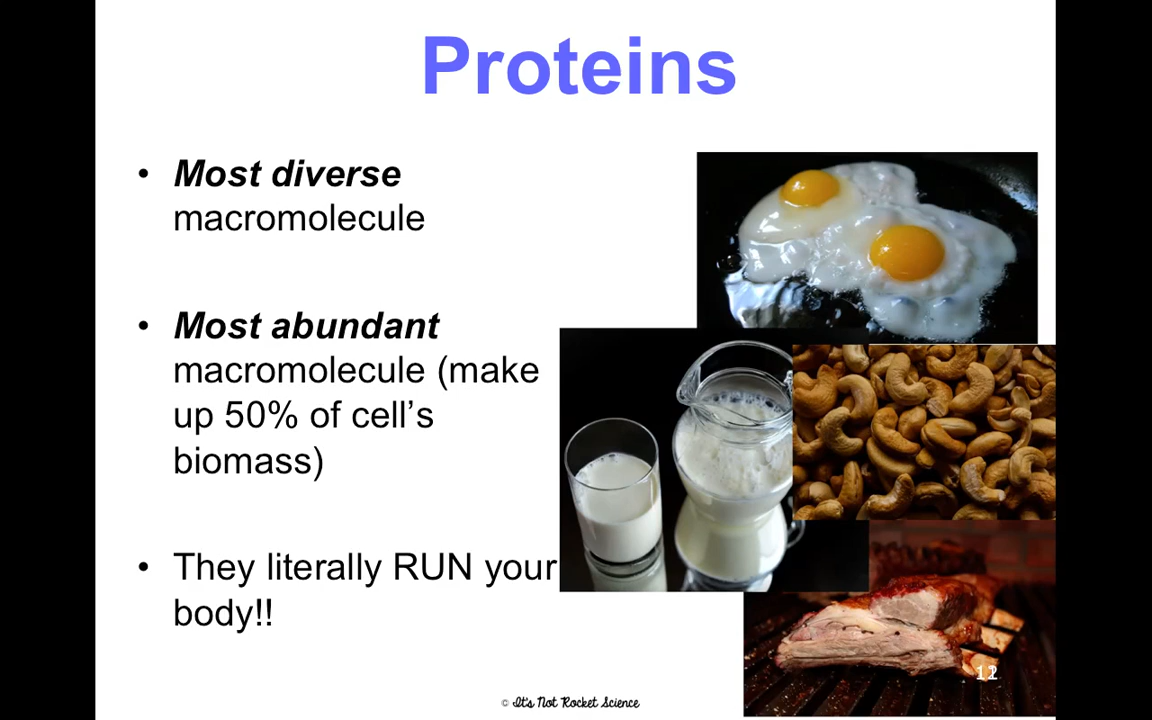 Proteins
• Most diverse
macromolecule
• Most abundant
macromolecule (make
up 50% of cell’s
biomass)
• They literally RUN your
body!!
© It's Not Rocket Science